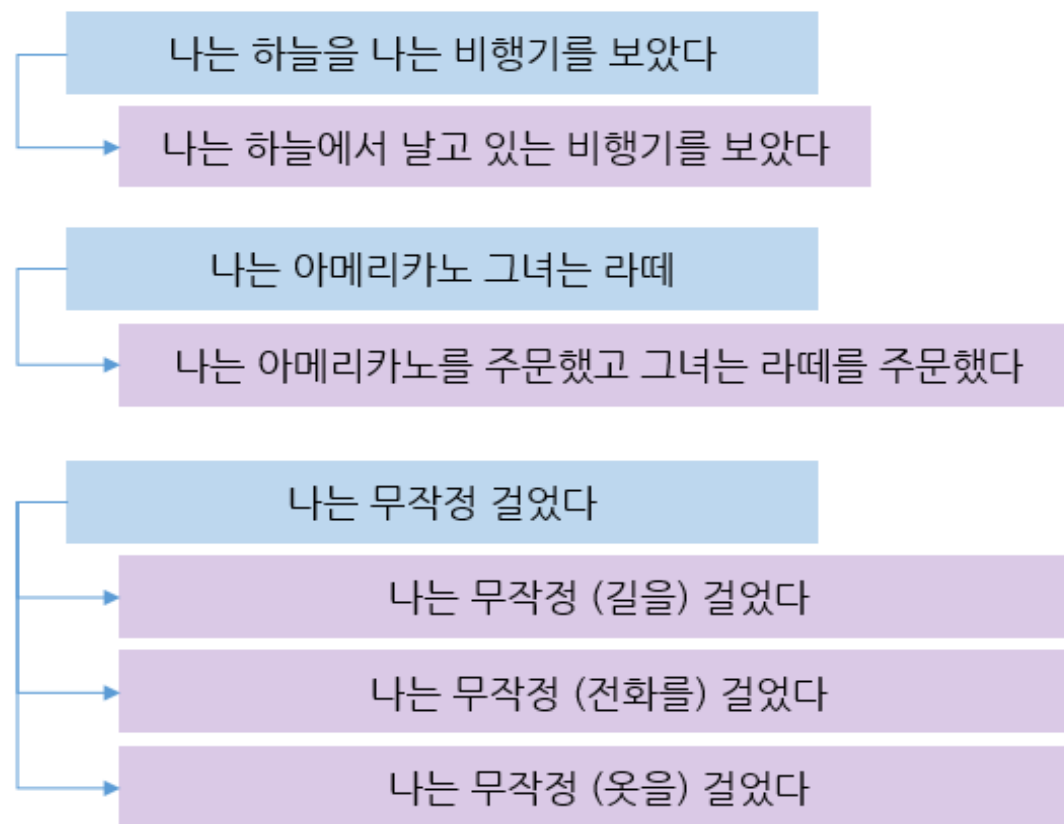 나는 하늘을 나는 비행기를 보았다
나는 하늘에서 날고 있는 비행기를 보았다
나는 아메리카노 그녀는 라떼
나는 아메리카노를 주문했고 그녀는 라떼를 주문했다
나는 무작정 걸었다
나는 무작정 (길을) 걸었다
나는 무작정 (전화를) 걸었다
나는 무작정 (옷을) 걸었다